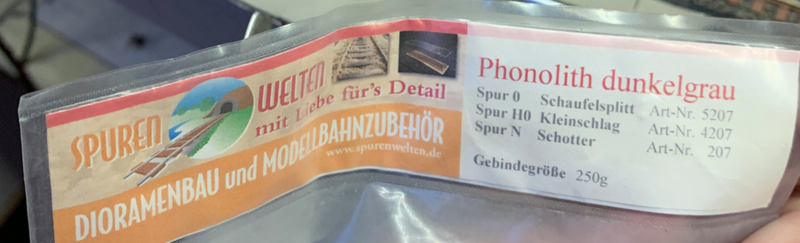 SPUREN WELTEN
mit Liebe für's Detail
DIORAMENBAU und MODELLBAHNZUBEHÖR
www.spurenwelten.de
Phonolith dunkelgrau
Spur 0 Schaufelsplitt Art-Nr. 5207
Spur H0 Kleinschlag Art-Nr. 4207
Spur N Schotter Art-Nr. 207
Gebindegröße 250g